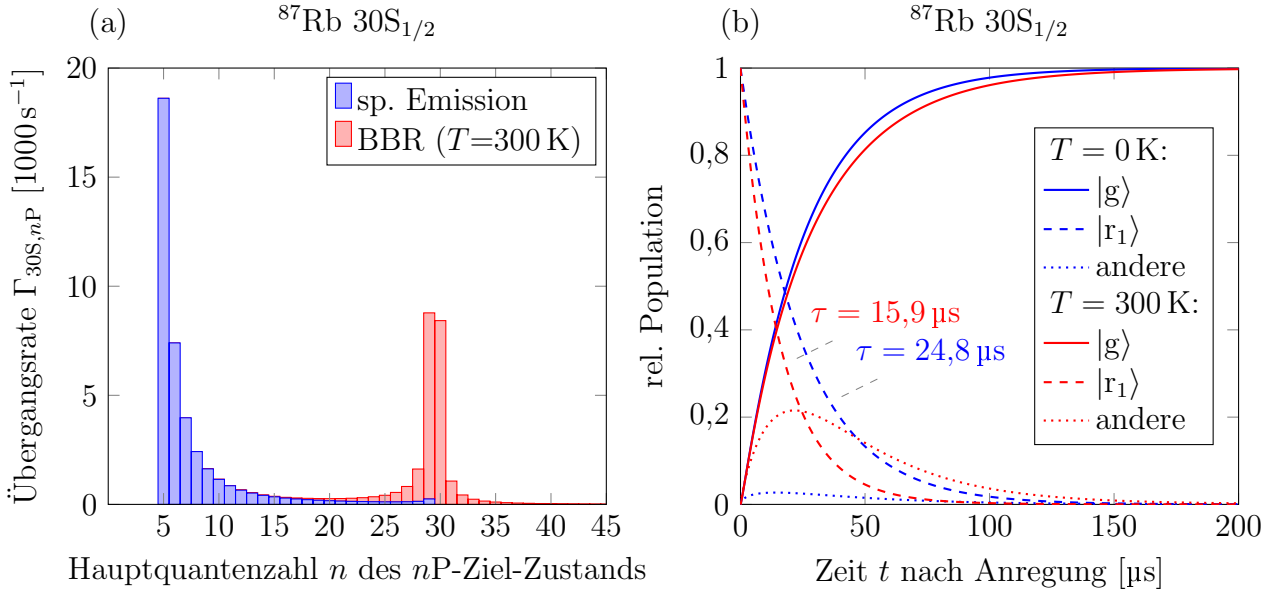 (a)
⁸⁷Rb 30S₁/₂
Übergangsrate Γ₃₀S,ₙP [1000 s⁻¹]
20
15
10
5
0
sp. Emission
BBR (T=300 K)
5 10 15 20 25 30 35 40 45
Hauptquantenzahl n des nP-Ziel-Zustands
(b)
⁸⁷Rb 30S₁/₂
rel. Population
1
0,8
0,6
0,4
0,2
0
T = 0 K:
|g⟩
|r₁⟩
andere
T = 300 K:
|g⟩
|r₁⟩
andere
τ = 15,9 µs
τ = 24,8 µs
0 50 100 150 200
Zeit t nach Anregung [µs]